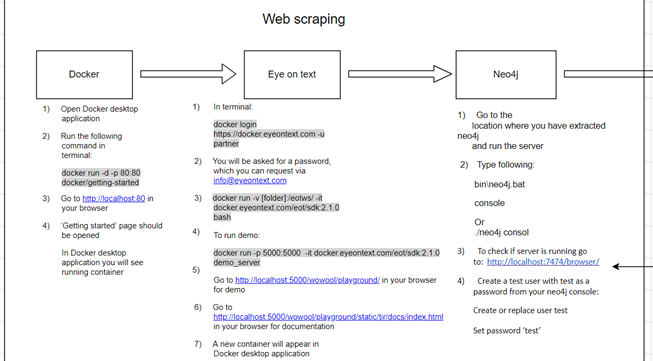 Web scraping
Docker
Eye on text
Neo4j
1) Open Docker desktop
application
2) Run the following
command in
terminal:
docker run -d -p 80:80
docker/getting-started
3) Go to http://localhost:80 in
your browser
4) 'Getting started' page should
be opened
In Docker desktop
application you will see
running container
1) In terminal:
docker login
https://docker.eyeontext.com -u
partner
2) You will be asked for a password,
which you can request via
info@eyeontext.com
3) docker run -v [folder]:/eotws/ -it
docker.eyeontext.com/eot/sdk:2.1.0
bash
4) To run demo:
docker run -p 5000:5000 -it docker.eyeontext.com/eot/sdk:2.1.0
demo_server
5)
Go to http://localhost:5000/wowool/playground/ in your browser
for demo
6) Go to
http://localhost:5000/wowool/playground/static/tir/docs/index.html
in your browser for documentation
7) A new container will appear in
Docker desktop application
1) Go to the
location where you have extracted
neo4j
and run the server
2) Type following:
bin\neo4j.bat
console
Or
./neo4j consol
3) To check if server is running go
to: http://localhost:7474/browser/
4) Create a test user with test as a
password from your neo4j console:
Create or replace user test
Set password 'test'